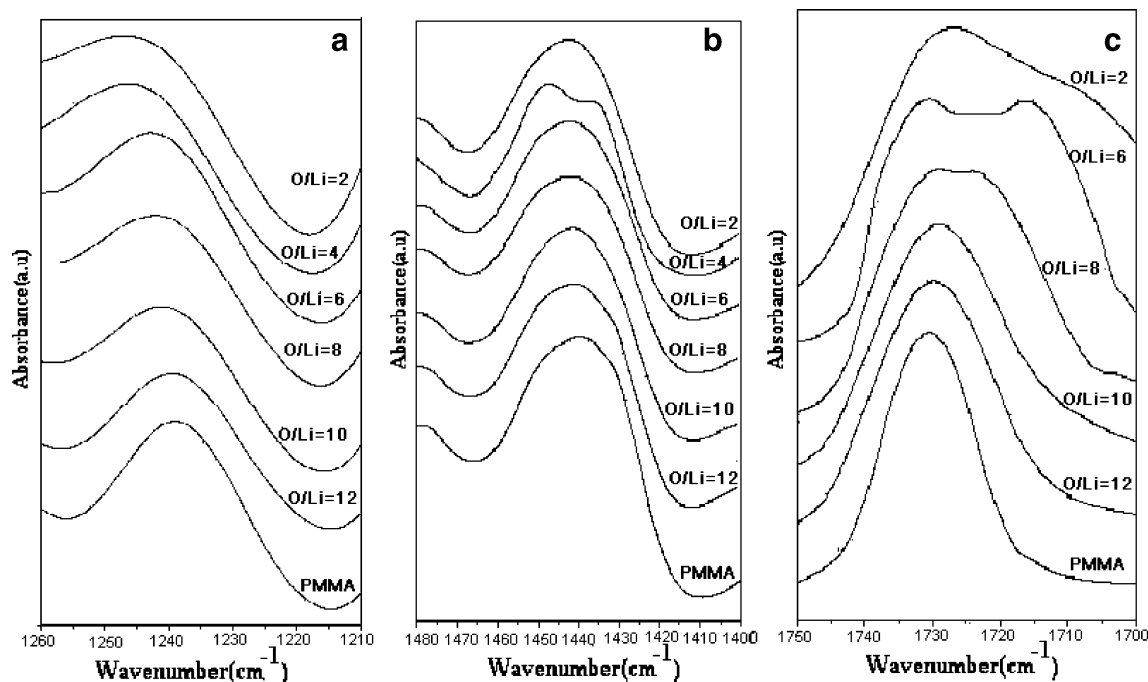 a
O/Li=2
O/Li=4
O/Li=6
O/Li=8
O/Li=10
O/Li=12
PMMA
Absorbance(a.u)
1260 1250 1240 1230 1220 1210
Wavenumber(cm-1)
b
O/Li=2
O/Li=4
O/Li=6
O/Li=8
O/Li=10
O/Li=12
PMMA
Absorbance(a.u)
1480 1470 1460 1450 1440 1430 1420 1410 1400
Wavenumber(cm-1)
c
O/Li=2
O/Li=6
O/Li=8
O/Li=10
O/Li=12
PMMA
Absorbance(a.u)
1750 1740 1730 1720 1710 1700
Wavenumber(cm-1)